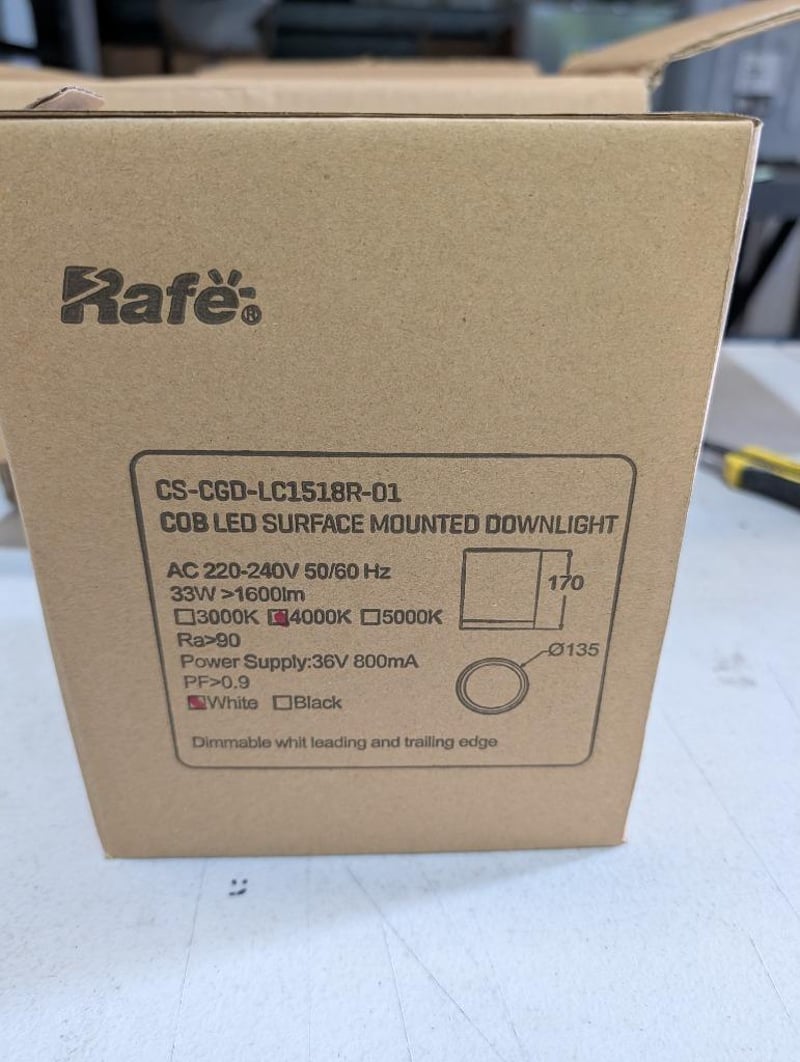 Rafe®
CS-CGD-LC1518R-01
COB LED SURFACE MOUNTED DOWNLIGHT
AC 220-240V 50/60 Hz
33W >1600lm
☐3000K ☒4000K ☐5000K
Ra>90
Power Supply:36V 800mA
PF>0.9
☒White ☐Black
Dimmable whit leading and trailing edge
170
Ø135